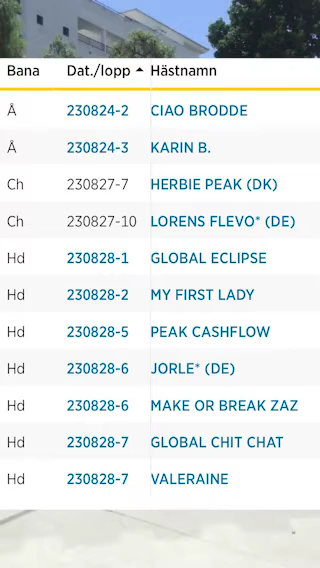 Bana Dat./lopp Hästnamn
Å 230824-2 CIAO BRODDE
Å 230824-3 KARIN B.
Ch 230827-7 HERBIE PEAK (DK)
Ch 230827-10 LORENS FLEVO* (DE)
Hd 230828-1 GLOBAL ECLIPSE
Hd 230828-2 MY FIRST LADY
Hd 230828-5 PEAK CASHFLOW
Hd 230828-6 JORLE* (DE)
Hd 230828-6 MAKE OR BREAK ZAZ
Hd 230828-7 GLOBAL CHIT CHAT
Hd 230828-7 VALERAINE